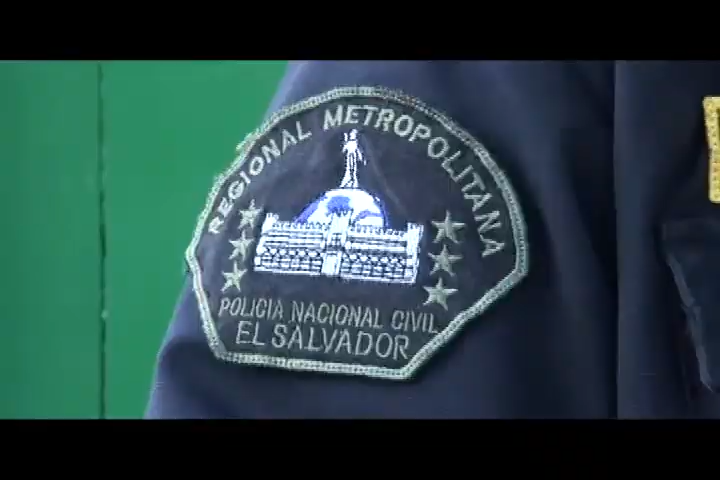 REGIONAL METROPOLITANA
POLICIA NACIONAL CIVIL
EL SALVADOR